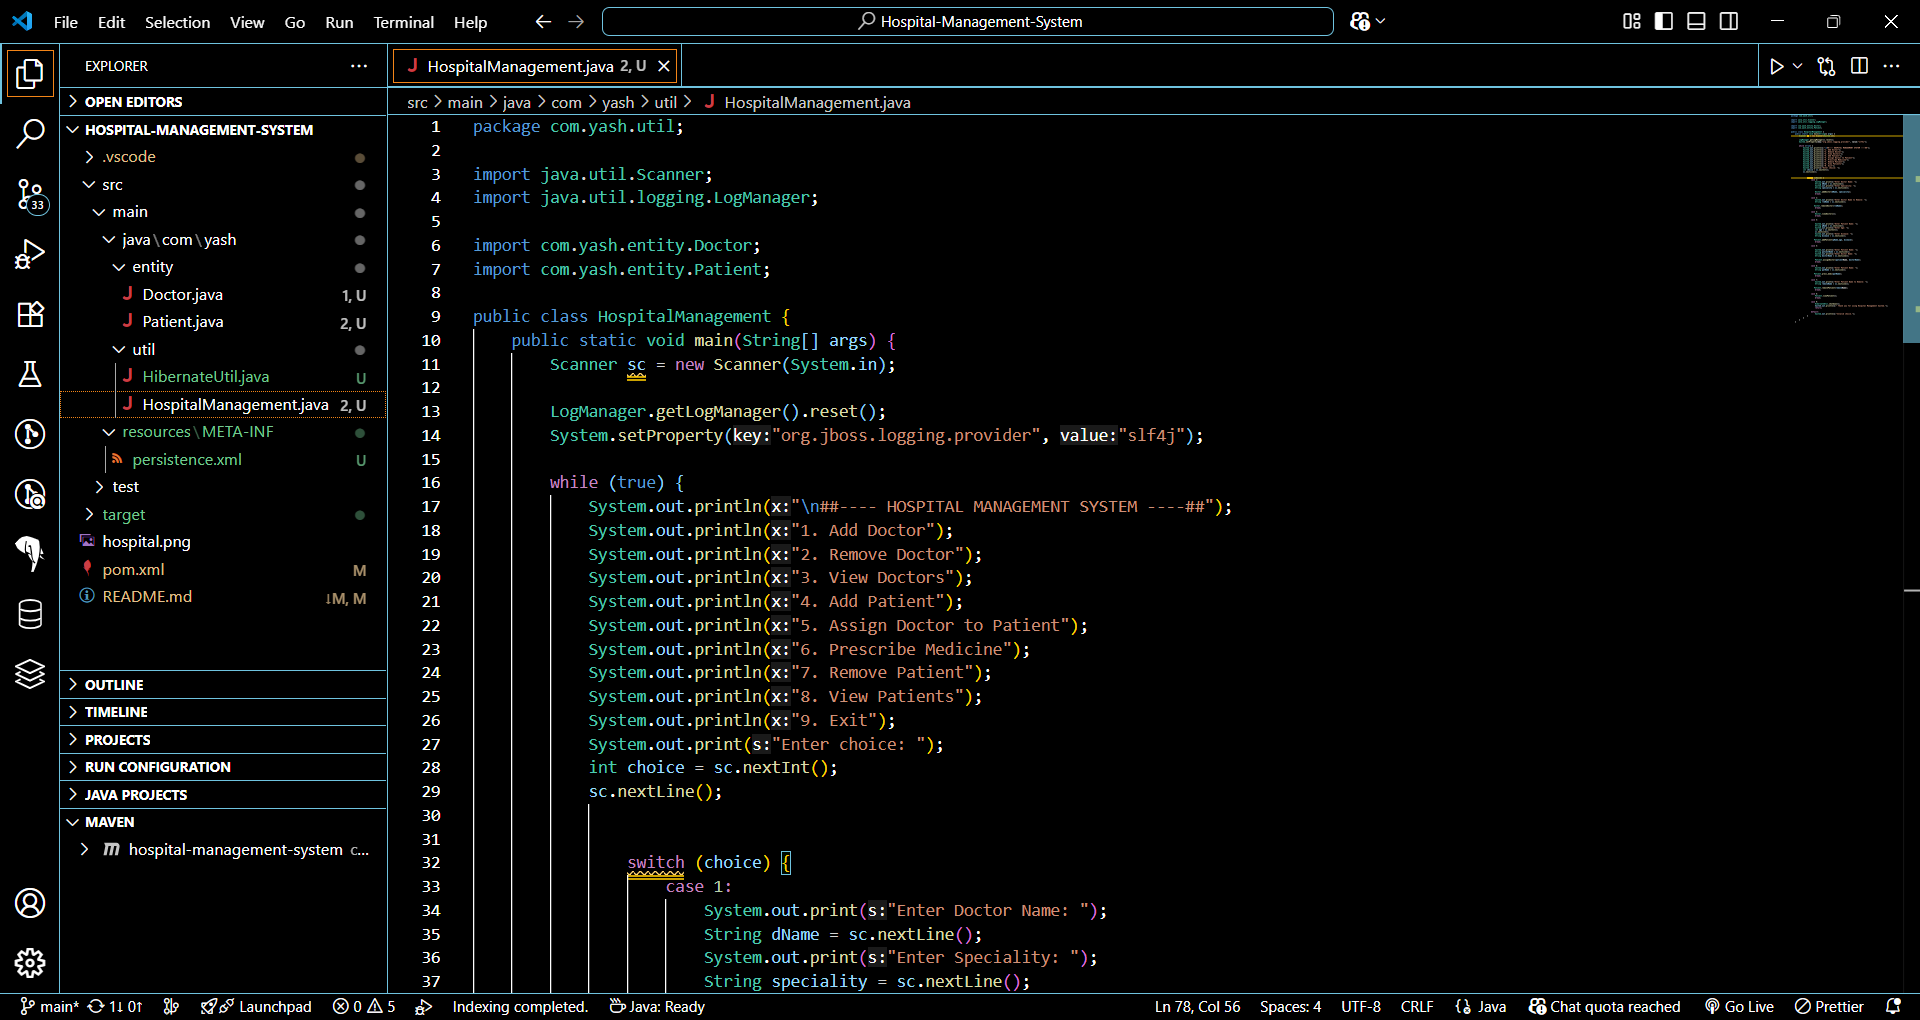 File Edit Selection View Go Run Terminal Help
Hospital-Management-System
EXPLORER
OPEN EDITORS
HOSPITAL-MANAGEMENT-SYSTEM
.vscode
src
main
java\com\yash
entity
Doctor.java 1, U
Patient.java 2, U
util
HibernateUtil.java U
HospitalManagement.java 2, U
resources\META-INF
persistence.xml U
test
target
hospital.png
pom.xml M
README.md ↓M, M
OUTLINE
TIMELINE
PROJECTS
RUN CONFIGURATION
JAVA PROJECTS
MAVEN
hospital-management-system c...
33
HospitalManagement.java 2, U
src > main > java > com > yash > util > HospitalManagement.java
1 package com.yash.util;
2
3 import java.util.Scanner;
4 import java.util.logging.LogManager;
5
6 import com.yash.entity.Doctor;
7 import com.yash.entity.Patient;
8
9 public class HospitalManagement {
10 public static void main(String[] args) {
11 Scanner sc = new Scanner(System.in);
12
13 LogManager.getLogManager().reset();
14 System.setProperty(key:"org.jboss.logging.provider", value:"slf4j");
15
16 while (true) {
17 System.out.println(x:"\n##---- HOSPITAL MANAGEMENT SYSTEM ----##");
18 System.out.println(x:"1. Add Doctor");
19 System.out.println(x:"2. Remove Doctor");
20 System.out.println(x:"3. View Doctors");
21 System.out.println(x:"4. Add Patient");
22 System.out.println(x:"5. Assign Doctor to Patient");
23 System.out.println(x:"6. Prescribe Medicine");
24 System.out.println(x:"7. Remove Patient");
25 System.out.println(x:"8. View Patients");
26 System.out.println(x:"9. Exit");
27 System.out.print(s:"Enter choice: ");
28 int choice = sc.nextInt();
29 sc.nextLine();
30
31
32 switch (choice) {
33 case 1:
34 System.out.print(s:"Enter Doctor Name: ");
35 String dName = sc.nextLine();
36 System.out.print(s:"Enter Speciality: ");
37 String speciality = sc.nextLine();
main* 1↓ 0↑ Launchpad 0 5 Indexing completed. Java: Ready Ln 78, Col 56 Spaces: 4 UTF-8 CRLF {} Java Chat quota reached Go Live Prettier